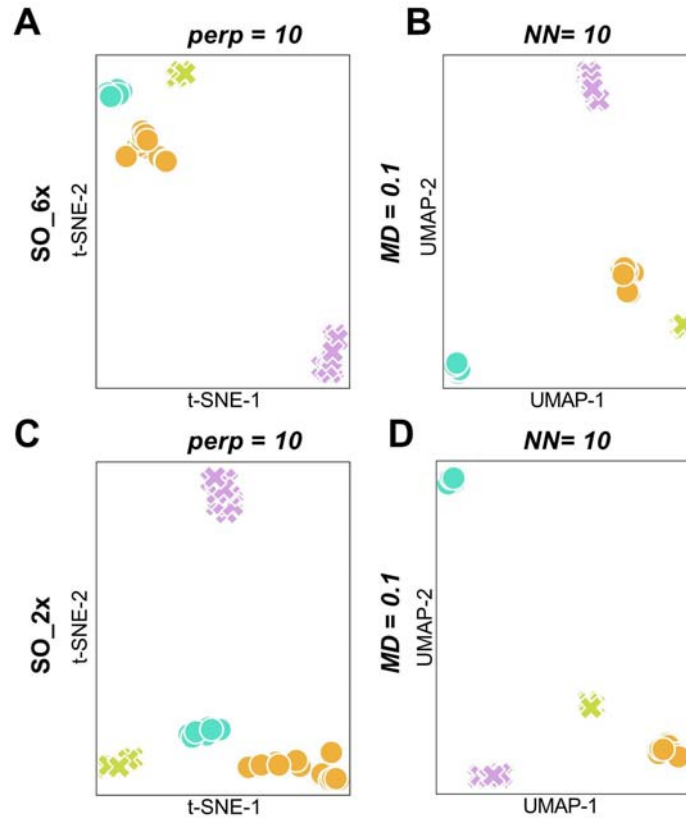 A
perp = 10
SO_6x
t-SNE-2
t-SNE-1
B
NN= 10
MD = 0.1
UMAP-2
UMAP-1
C
perp = 10
SO_2x
t-SNE-2
t-SNE-1
D
NN= 10
MD = 0.1
UMAP-2
UMAP-1